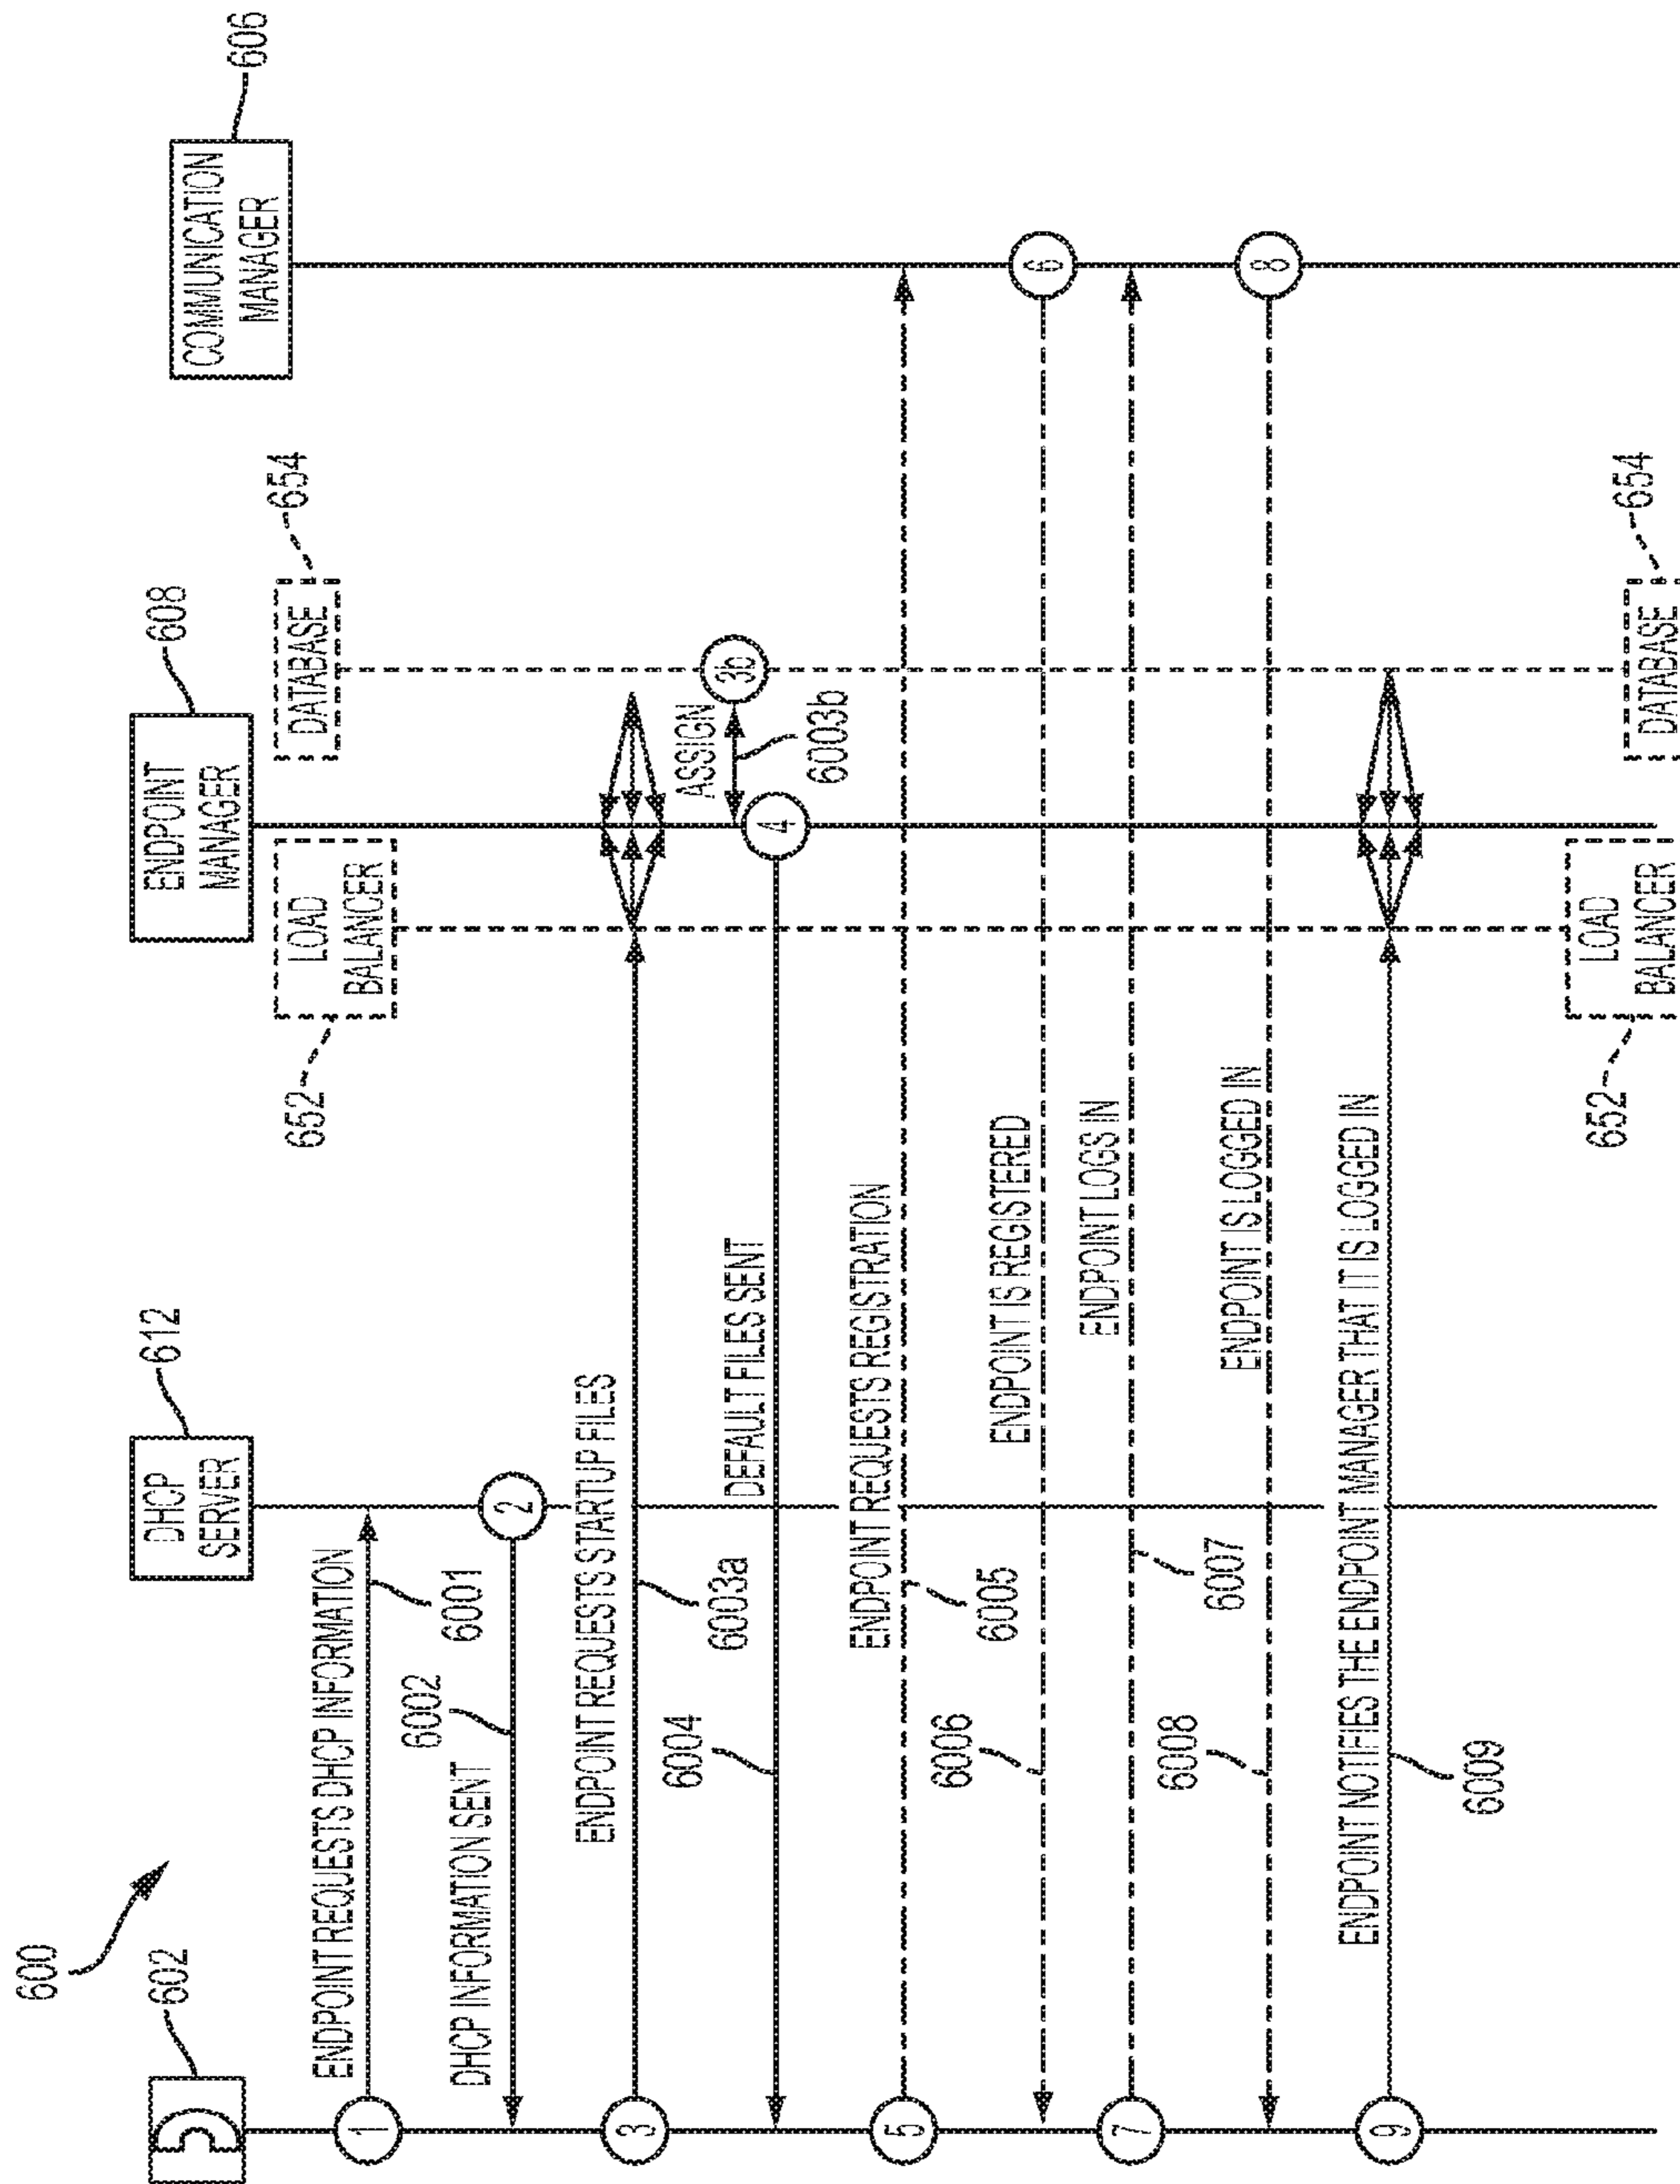 600
602
DHCP
SERVER
612
ENDPOINT
MANAGER
608
COMMUNICATION
MANAGER
606
LOAD
BALANCER
652
DATABASE
654
1
ENDPOINT REQUESTS DHCP INFORMATION
6001
2
DHCP INFORMATION SENT
6002
3
ENDPOINT REQUESTS STARTUP FILES
6003a
ASSIGN
3b
6003b
4
DEFAULT FILES SENT
6004
5
ENDPOINT REQUESTS REGISTRATION
6005
6
ENDPOINT IS REGISTERED
6006
7
ENDPOINT LOGS IN
6007
8
ENDPOINT IS LOGGED IN
6008
9
ENDPOINT NOTIFIES THE ENDPOINT MANAGER THAT IT IS LOGGED IN
6009
LOAD
BALANCER
652
DATABASE
654